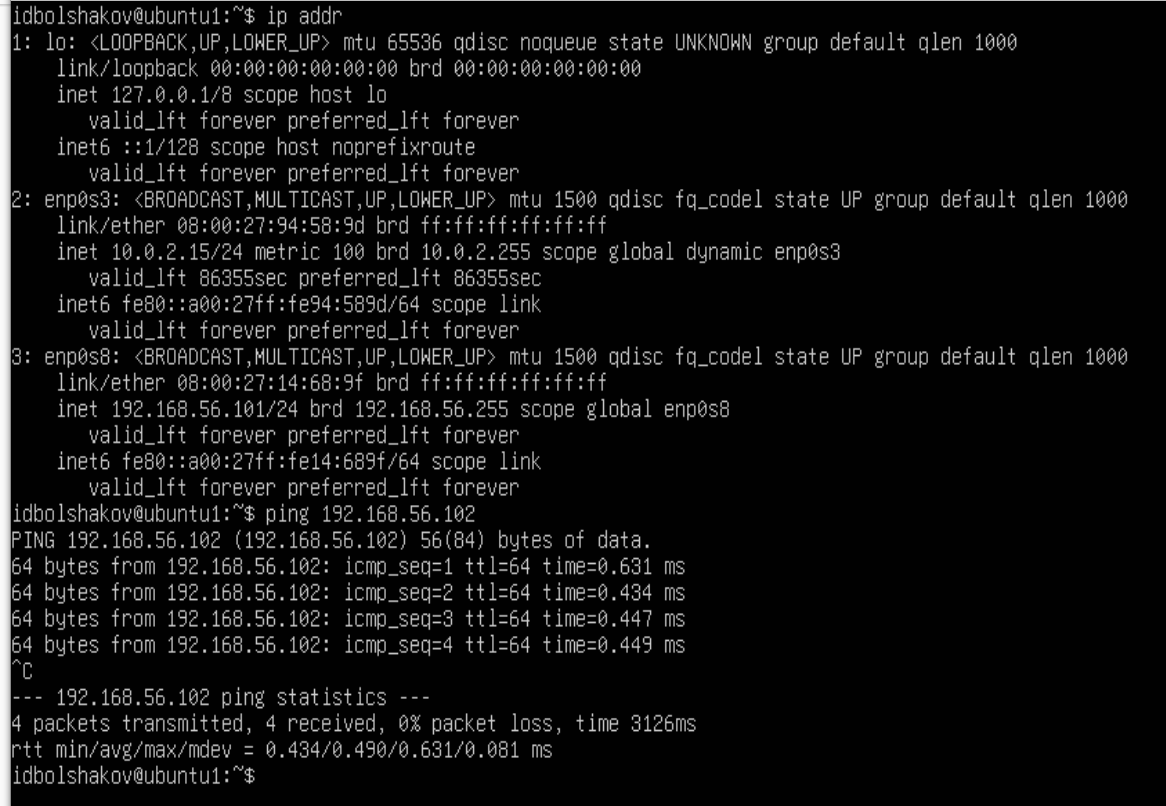 idbolshakov@ubuntu1:~$ ip addr
1: lo: <LOOPBACK,UP,LOWER_UP> mtu 65536 qdisc noqueue state UNKNOWN group default qlen 1000
    link/loopback 00:00:00:00:00:00 brd 00:00:00:00:00:00
    inet 127.0.0.1/8 scope host lo
       valid_lft forever preferred_lft forever
    inet6 ::1/128 scope host noprefixroute
       valid_lft forever preferred_lft forever
2: enp0s3: <BROADCAST,MULTICAST,UP,LOWER_UP> mtu 1500 qdisc fq_codel state UP group default qlen 1000
    link/ether 08:00:27:94:58:9d brd ff:ff:ff:ff:ff:ff
    inet 10.0.2.15/24 metric 100 brd 10.0.2.255 scope global dynamic enp0s3
       valid_lft 86355sec preferred_lft 86355sec
    inet6 fe80::a00:27ff:fe94:589d/64 scope link
       valid_lft forever preferred_lft forever
3: enp0s8: <BROADCAST,MULTICAST,UP,LOWER_UP> mtu 1500 qdisc fq_codel state UP group default qlen 1000
    link/ether 08:00:27:14:68:9f brd ff:ff:ff:ff:ff:ff
    inet 192.168.56.101/24 brd 192.168.56.255 scope global enp0s8
       valid_lft forever preferred_lft forever
    inet6 fe80::a00:27ff:fe14:689f/64 scope link
       valid_lft forever preferred_lft forever
idbolshakov@ubuntu1:~$ ping 192.168.56.102
PING 192.168.56.102 (192.168.56.102) 56(84) bytes of data.
64 bytes from 192.168.56.102: icmp_seq=1 ttl=64 time=0.631 ms
64 bytes from 192.168.56.102: icmp_seq=2 ttl=64 time=0.434 ms
64 bytes from 192.168.56.102: icmp_seq=3 ttl=64 time=0.447 ms
64 bytes from 192.168.56.102: icmp_seq=4 ttl=64 time=0.449 ms
^C
--- 192.168.56.102 ping statistics ---
4 packets transmitted, 4 received, 0% packet loss, time 3126ms
rtt min/avg/max/mdev = 0.434/0.490/0.631/0.081 ms
idbolshakov@ubuntu1:~$